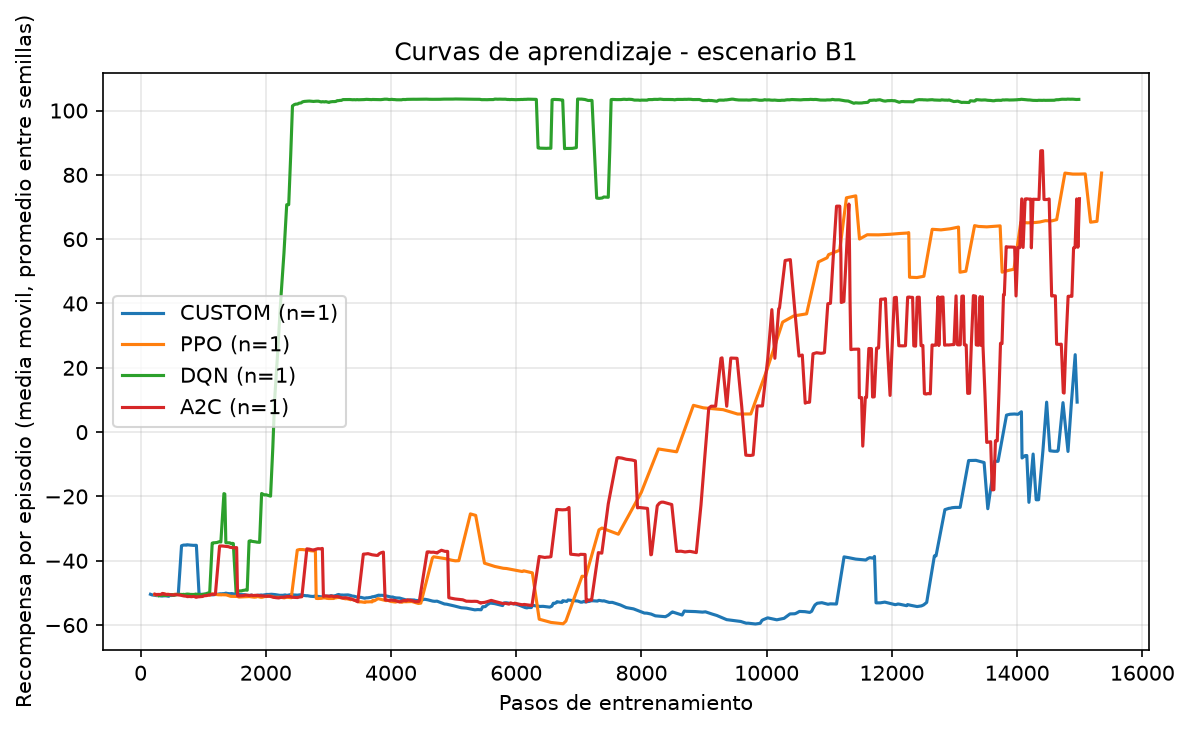 Curvas de aprendizaje - escenario B1
Recompensa por episodio (media movil, promedio entre semillas)
100
80
60
40
20
0
−20
−40
−60
CUSTOM (n=1)
PPO (n=1)
DQN (n=1)
A2C (n=1)
0 2000 4000 6000 8000 10000 12000 14000 16000
Pasos de entrenamiento